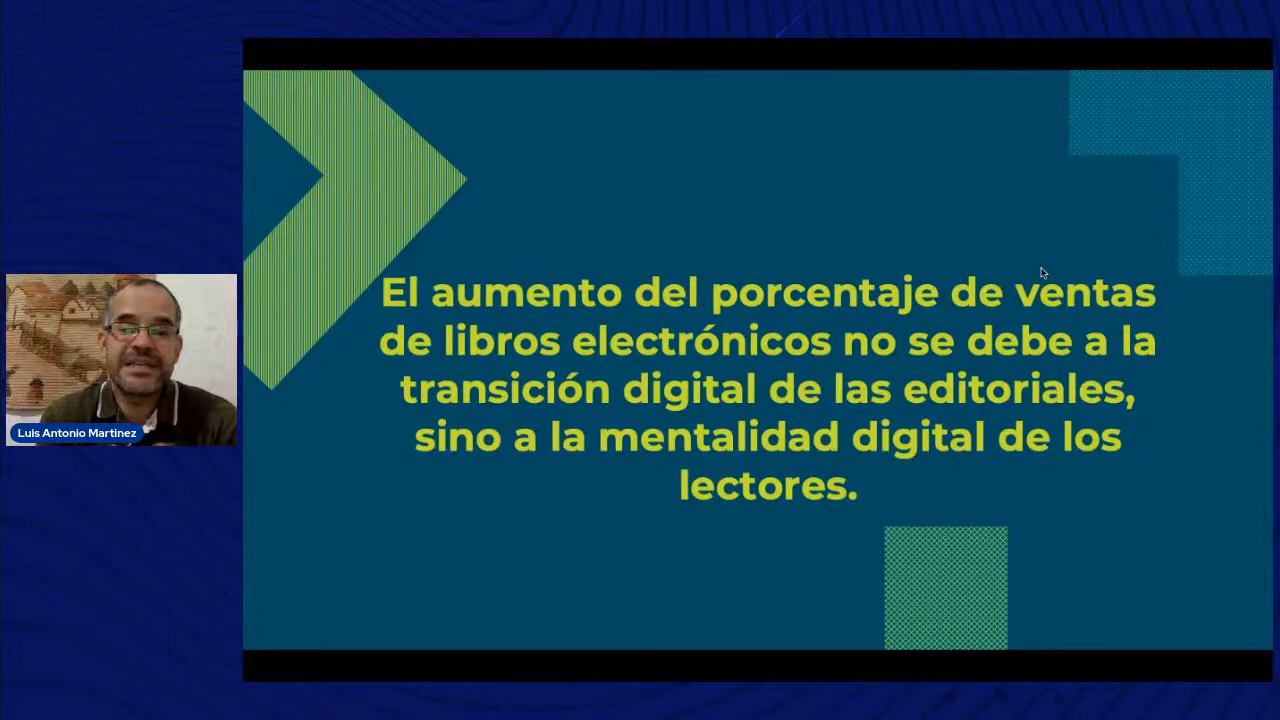 El aumento del porcentaje de ventas
de libros electrónicos no se debe a la
transición digital de las editoriales,
sino a la mentalidad digital de los
lectores.
Luis Antonio Martinez